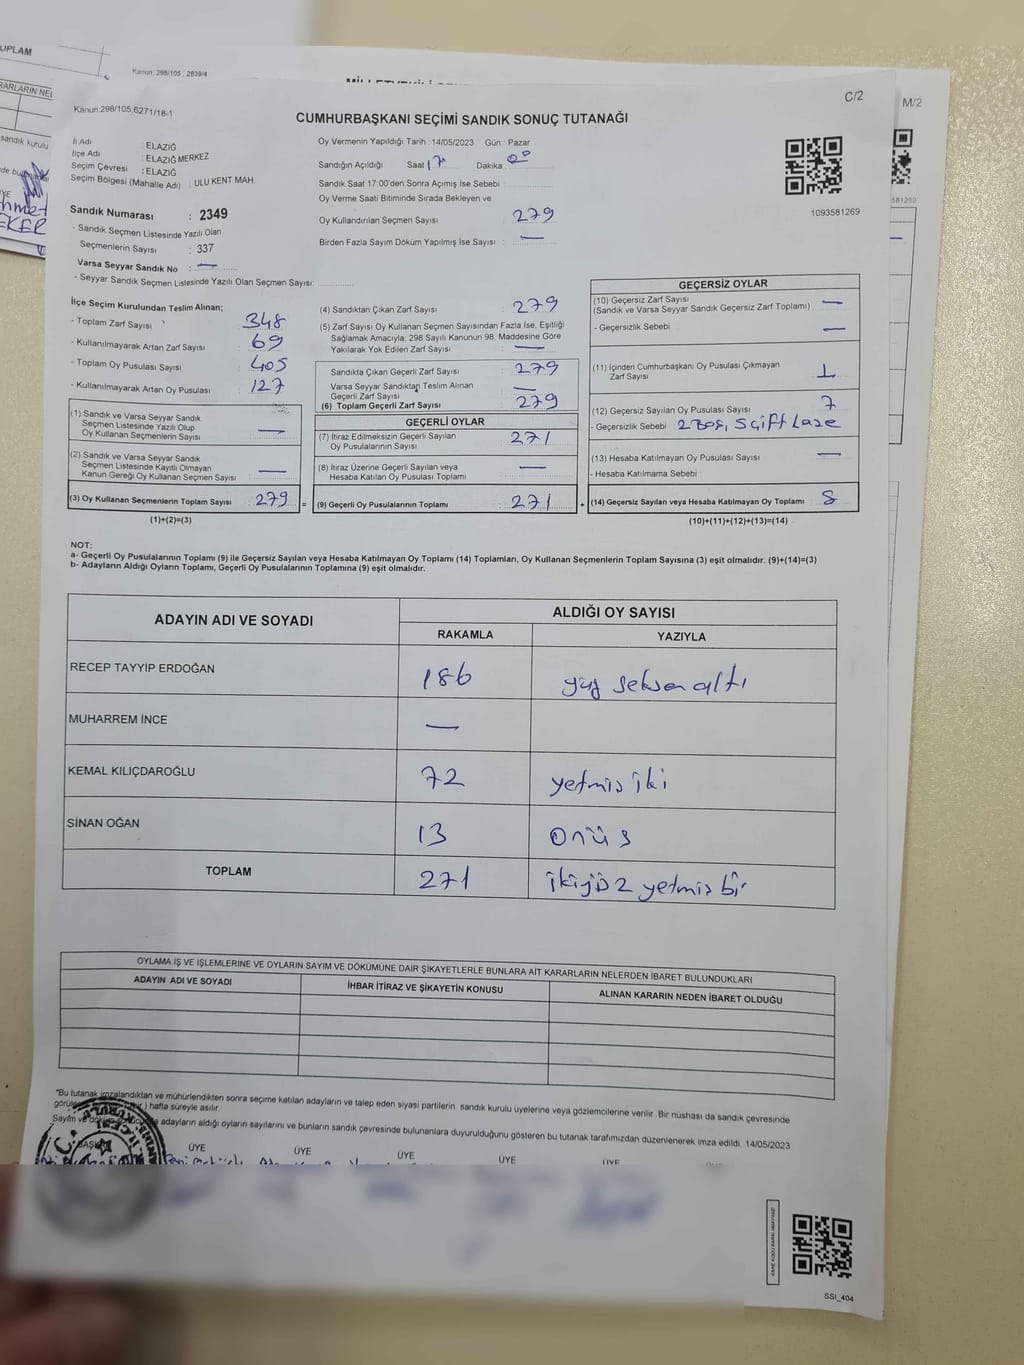 OPLAM
Kanun. 298/105 , 2839/4
ARARLARIN NE
sandık kurulu
M/2
Kanun.298/105,6271/18-1
C/2
CUMHURBAŞKANI SEÇİMİ SANDIK SONUÇ TUTANAĞI
İl Adı : ELAZIĞ
İlçe Adı : ELAZIĞ MERKEZ
Seçim Çevresi : ELAZIĞ
Seçim Bölgesi (Mahalle Adı) : ULU KENT MAH.
Sandık Numarası : 2349
- Sandık Seçmen Listesinde Yazılı Olan
Seçmenlerin Sayısı : 337
Varsa Seyyar Sandık No : —
- Seyyar Sandık Seçmen Listesinde Yazılı Olan Seçmen Sayısı:
Oy Vermenin Yapıldığı Tarih : 14/05/2023 Gün : Pazar
Sandığın Açıldığı Saat 17 Dakika 00
Sandık Saat 17:00'den Sonra Açımış İse Sebebi
Oy Verme Saati Bitiminde Sırada Bekleyen ve
Oy Kullandırılan Seçmen Sayısı : 279
Birden Fazla Sayım Döküm Yapılmış İse Sayısı : —
1093581269
İlçe Seçim Kurulundan Teslim Alınan;
- Toplam Zarf Sayısı : 348
- Kullanılmayarak Artan Zarf Sayısı : 69
- Toplam Oy Pusulası Sayısı : 405
- Kullanılmayarak Artan Oy Pusulası : 127
(1) Sandık ve Varsa Seyyar Sandık
Seçmen Listesinde Yazılı Olup
Oy Kullanan Seçmenlerin Sayısı —
(2) Sandık ve Varsa Seyyar Sandık
Seçmen Listesinde Kayıtlı Olmayan
Kanun Gereği Oy Kullanan Seçmen Sayısı —
(3) Oy Kullanan Seçmenlerin Toplam Sayısı : 279 =
(1)+(2)=(3)
(4) Sandıktan Çıkan Zarf Sayısı : 279
(5) Zarf Sayısı Oy Kullanan Seçmen Sayısından Fazla İse, Eşitliği
Sağlamak Amacıyla; 298 Sayılı Kanunun 98. Maddesine Göre
Yakılarak Yok Edilen Zarf Sayısı : —
Sandıkta Çıkan Geçerli Zarf Sayısı : 279
Varsa Seyyar Sandıktan Teslim Alınan
Geçerli Zarf Sayısı : —
(6) Toplam Geçerli Zarf Sayısı 279
GEÇERLİ OYLAR
(7) İtiraz Edilmeksizin Geçerli Sayılan
Oy Pusulalarının Sayısı : 271
(8) İtiraz Üzerine Geçerli Sayılan veya
Hesaba Katılan Oy Pusulası Toplamı : —
(9) Geçerli Oy Pusulalarının Toplamı : 271 +
GEÇERSİZ OYLAR
(10) Geçersiz Zarf Sayısı
(Sandık ve Varsa Seyyar Sandık Geçersiz Zarf Toplamı) —
- Geçersizlik Sebebi —
(11) İçinden Cumhurbaşkanı Oy Pusulası Çıkmayan
Zarf Sayısı 1
(12) Geçersiz Sayılan Oy Pusulası Sayısı : 7
- Geçersizlik Sebebi 2 Boş, 5 çift Kaşe
(13) Hesaba Katılmayan Oy Pusulası Sayısı : —
- Hesaba Katılmama Sebebi
(14) Geçersiz Sayılan veya Hesaba Katılmayan Oy Toplamı 8
(10)+(11)+(12)+(13)=(14)
NOT:
a- Geçerli Oy Pusulalarının Toplamı (9) ile Geçersiz Sayılan veya Hesaba Katılmayan Oy Toplamı (14) Toplamları, Oy Kullanan Seçmenlerin Toplam Sayısına (3) eşit olmalıdır. (9)+(14)=(3)
b- Adayların Aldığı Oyların Toplamı, Geçerli Oy Pusulalarının Toplamına (9) eşit olmalıdır.
ADAYIN ADI VE SOYADI
ALDIĞI OY SAYISI
RAKAMLA YAZIYLA
RECEP TAYYİP ERDOĞAN 186 yüz seksen altı
MUHARREM İNCE —
KEMAL KILIÇDAROĞLU 72 yetmiş iki
SİNAN OĞAN 13 on üç
TOPLAM 271 ikiyüz yetmiş bir
OYLAMA İŞ VE İŞLEMLERİNE VE OYLARIN SAYIM VE DÖKÜMÜNE DAİR ŞİKAYETLERLE BUNLARA AİT KARARLARIN NELERDEN İBARET BULUNDUKLARI
ADAYIN ADI VE SOYADI İHBAR İTİRAZ VE ŞİKAYETİN KONUSU ALINAN KARARIN NEDEN İBARET OLDUĞU
*Bu tutanak imzalandıktan ve mühürlendikten sonra seçime katılan adayların ve talep eden siyasi partilerin sandık kurulu üyelerine veya gözlemcilerine verilir. Bir nüshası da sandık çevresinde
hafta süreyle asılır.
Sayım ve adayların aldığı oyların sayılarını ve bunların sandık çevresinde bulunanlara duyurulduğunu gösteren bu tutanak tarafımızdan düzenlenerek imza edildi. 14/05/2023
ÜYE ÜYE ÜYE ÜYE ÜYE
SSI_404